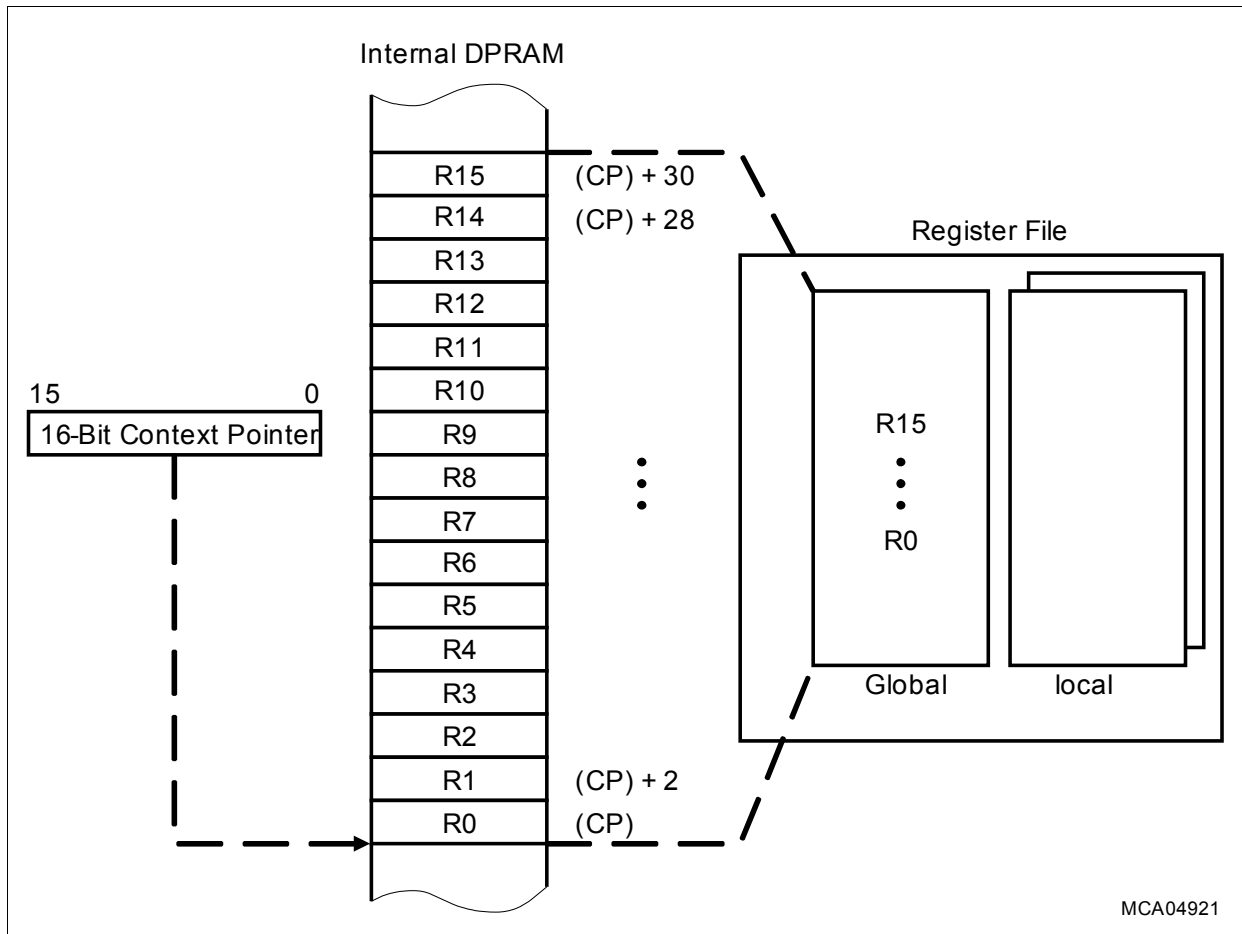 Internal DPRAM
R15 (CP) + 30
R14 (CP) + 28
Register File
R13
R12
R11
15 0
R10
16-Bit Context Pointer
R9
R15
R8
R7
R0
R6
R5
R4
R3
Global local
R2
R1 (CP) + 2
R0 (CP)
MCA04921